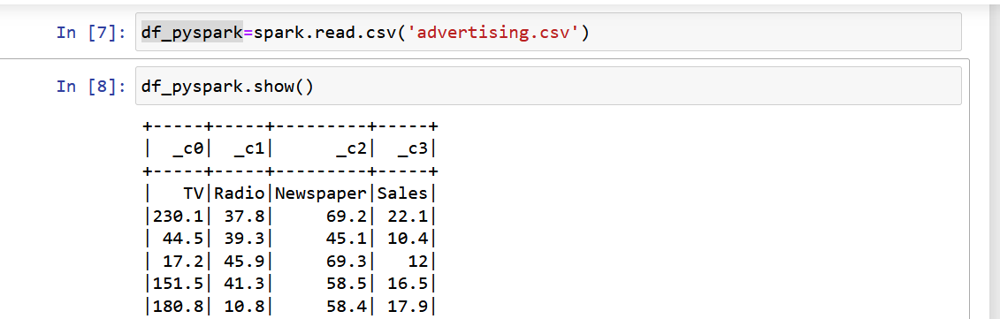 In [7]: df_pyspark=spark.read.csv('advertising.csv')
In [8]: df_pyspark.show()
+-----+-----+---------+-----+
|  _c0|  _c1|      _c2|  _c3|
+-----+-----+---------+-----+
|   TV|Radio|Newspaper|Sales|
|230.1| 37.8|     69.2| 22.1|
| 44.5| 39.3|     45.1| 10.4|
| 17.2| 45.9|     69.3|   12|
|151.5| 41.3|     58.5| 16.5|
|180.8| 10.8|     58.4| 17.9|